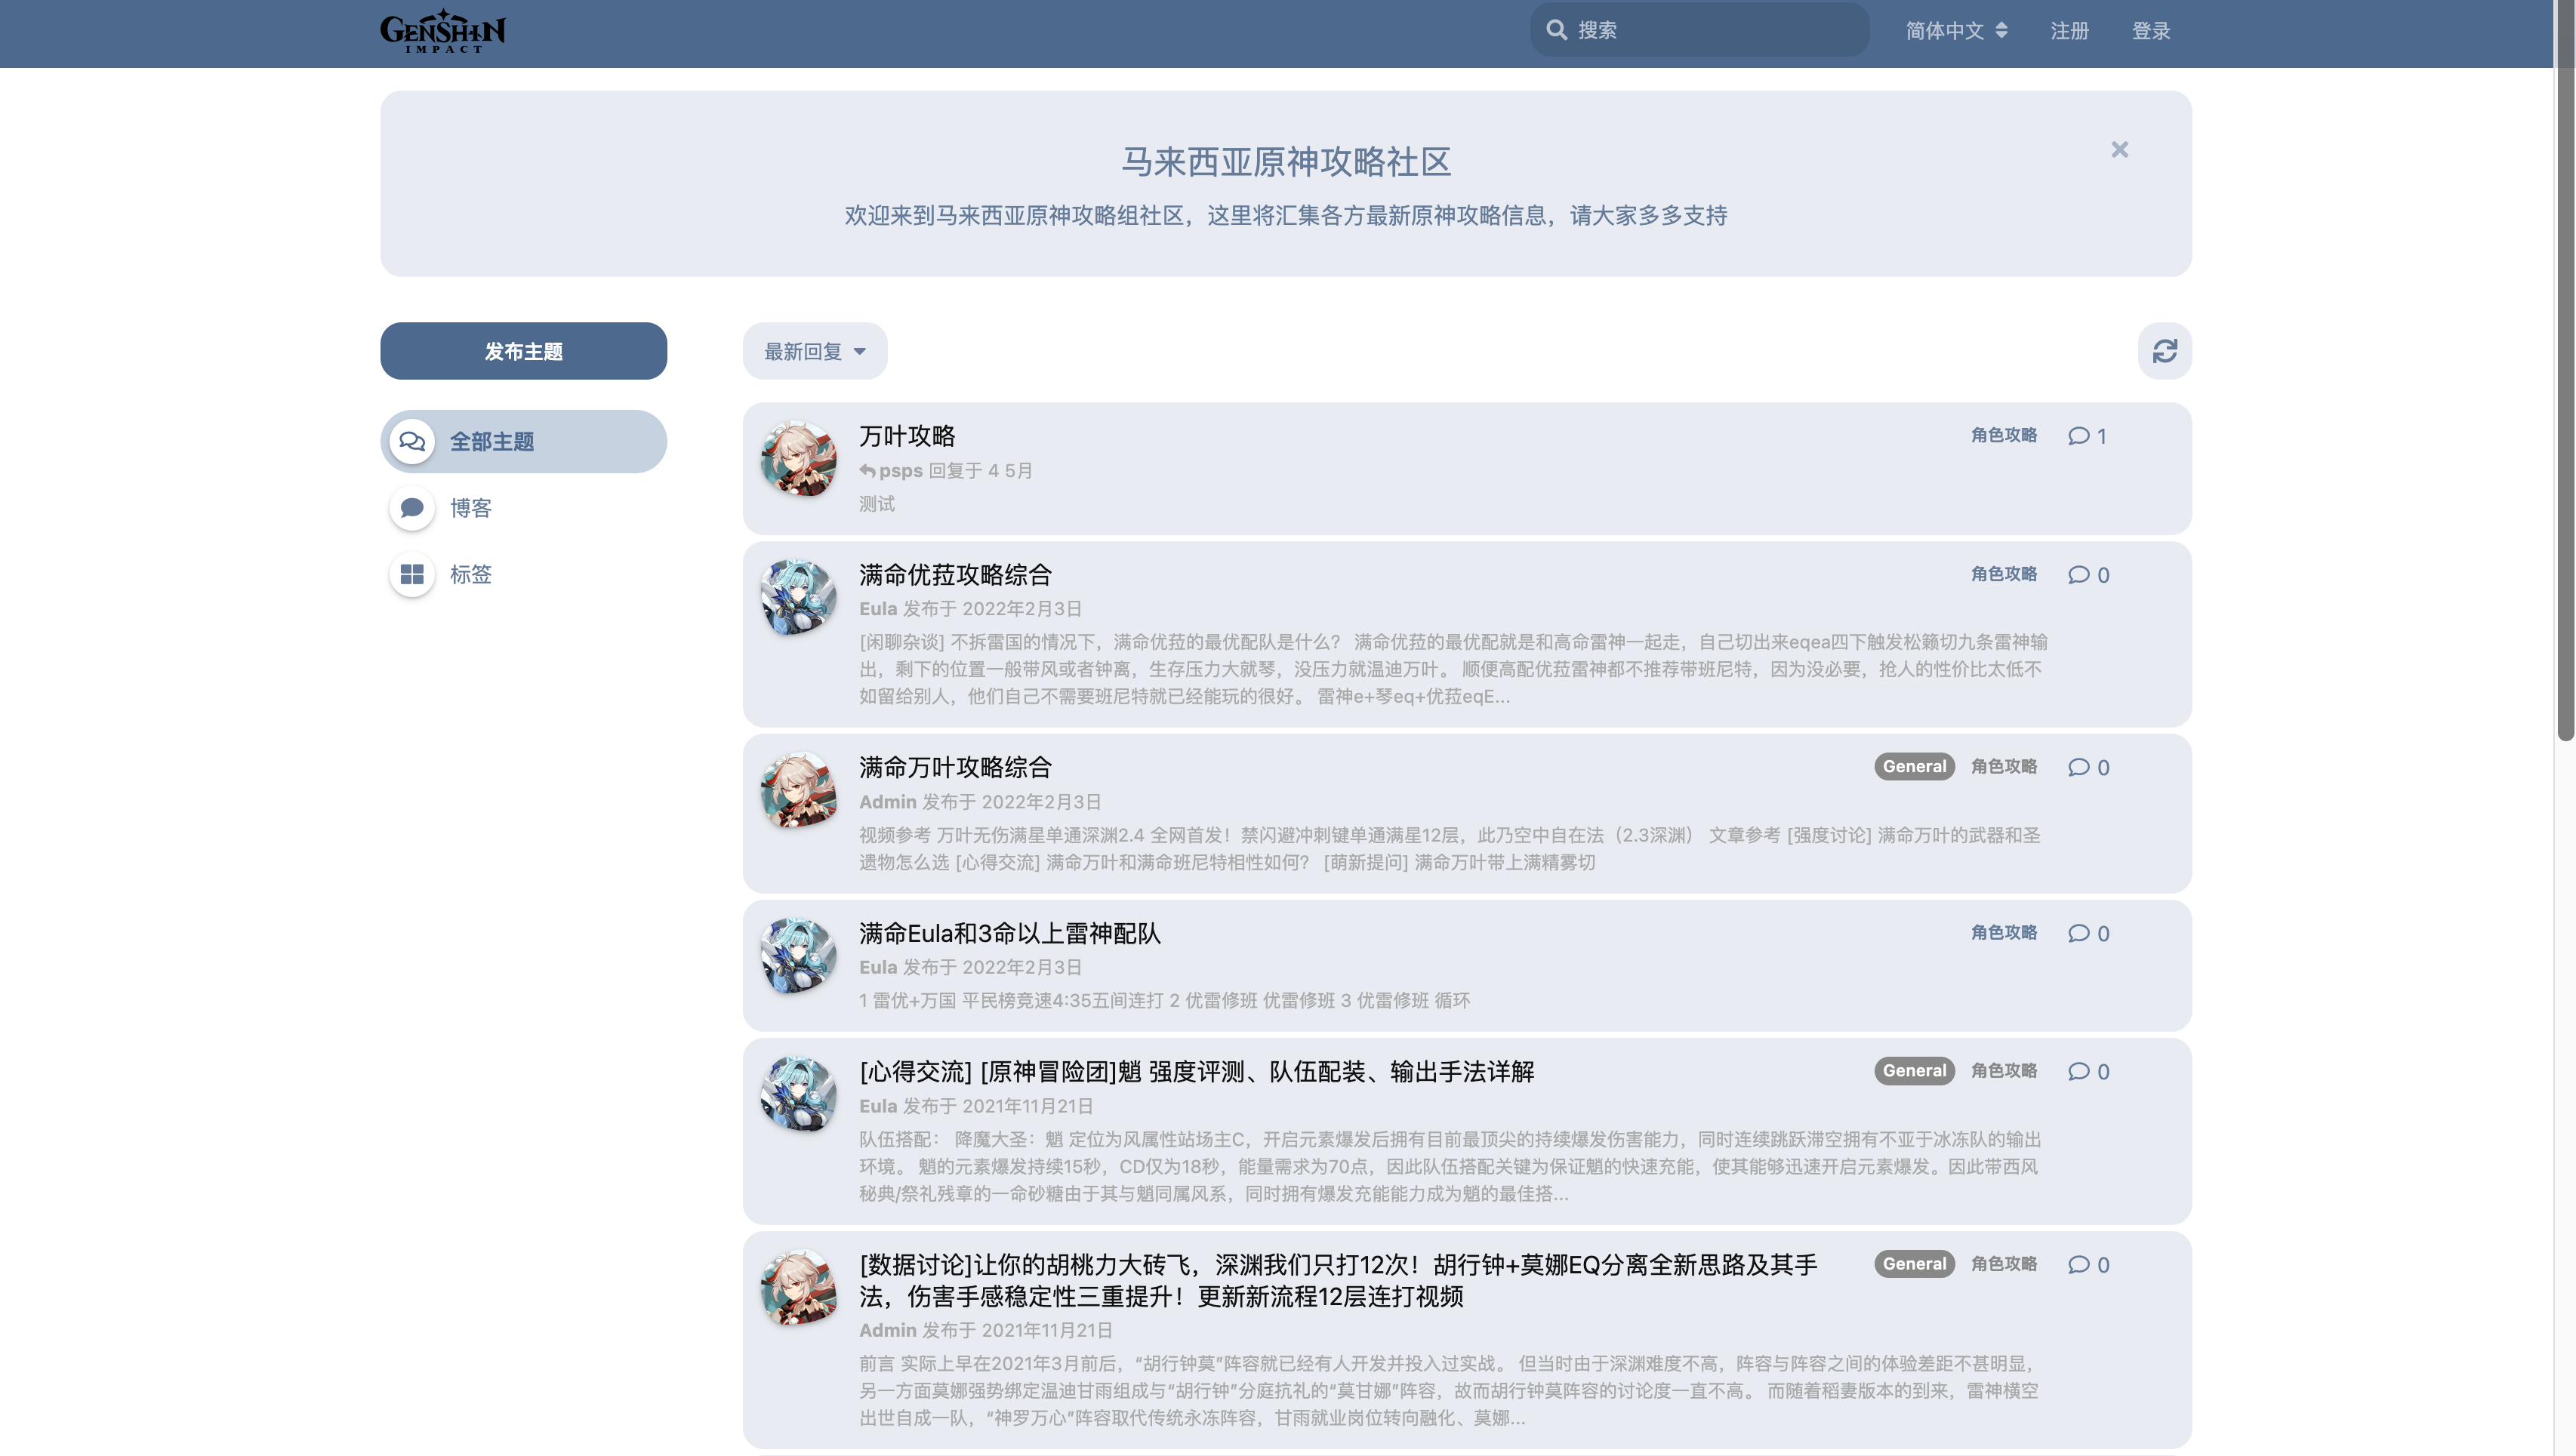 GENSHIN
IMPACT
搜索
简体中文
注册
登录
马来西亚原神攻略社区
欢迎来到马来西亚原神攻略组社区，这里将汇集各方最新原神攻略信息，请大家多多支持
发布主题
全部主题
博客
标签
最新回复
万叶攻略
角色攻略 1
psps 回复于 4 5月
测试
满命优菈攻略综合
角色攻略 0
Eula 发布于 2022年2月3日
[闲聊杂谈] 不拆雷国的情况下，满命优菈的最优配队是什么？ 满命优菈的最优配就是和高命雷神一起走，自己切出来eqea四下触发松籁切九条雷神输
出，剩下的位置一般带风或者钟离，生存压力大就琴，没压力就温迪万叶。 顺便高配优菈雷神都不推荐带班尼特，因为没必要，抢人的性价比太低不
如留给别人，他们自己不需要班尼特就已经能玩的很好。 雷神e+琴eq+优菈eqE...
满命万叶攻略综合
General 角色攻略 0
Admin 发布于 2022年2月3日
视频参考 万叶无伤满星单通深渊2.4 全网首发！禁闪避冲刺键单通满星12层，此乃空中自在法（2.3深渊） 文章参考 [强度讨论] 满命万叶的武器和圣
遗物怎么选 [心得交流] 满命万叶和满命班尼特相性如何？ [萌新提问] 满命万叶带上满精雾切
满命Eula和3命以上雷神配队
角色攻略 0
Eula 发布于 2022年2月3日
1 雷优+万国 平民榜竞速4:35五间连打 2 优雷修班 优雷修班 3 优雷修班 循环
[心得交流] [原神冒险团]魈 强度评测、队伍配装、输出手法详解
General 角色攻略 0
Eula 发布于 2021年11月21日
队伍搭配： 降魔大圣：魈 定位为风属性站场主C，开启元素爆发后拥有目前最顶尖的持续爆发伤害能力，同时连续跳跃滞空拥有不亚于冰冻队的输出
环境。 魈的元素爆发持续15秒，CD仅为18秒，能量需求为70点，因此队伍搭配关键为保证魈的快速充能，使其能够迅速开启元素爆发。因此带西风
秘典/祭礼残章的一命砂糖由于其与魈同属风系，同时拥有爆发充能能力成为魈的最佳搭...
[数据讨论]让你的胡桃力大砖飞，深渊我们只打12次！胡行钟+莫娜EQ分离全新思路及其手
法，伤害手感稳定性三重提升！更新新流程12层连打视频
General 角色攻略 0
Admin 发布于 2021年11月21日
前言 实际上早在2021年3月前后，“胡行钟莫”阵容就已经有人开发并投入过实战。 但当时由于深渊难度不高，阵容与阵容之间的体验差距不甚明显，
另一方面莫娜强势绑定温迪甘雨组成与“胡行钟”分庭抗礼的“莫甘娜”阵容，故而胡行钟莫阵容的讨论度一直不高。 而随着稻妻版本的到来，雷神横空
出世自成一队，“神罗万心”阵容取代传统永冻阵容，甘雨就业岗位转向融化、莫娜...